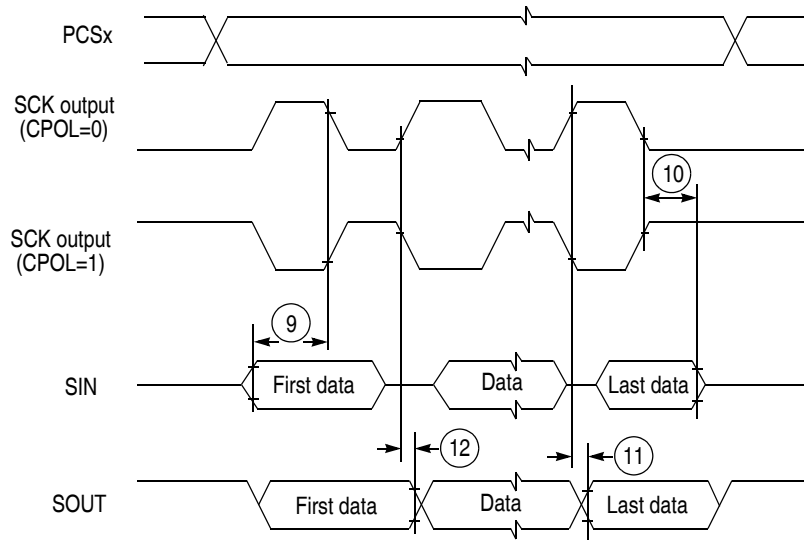 PCSx
SCK output
(CPOL=0)
10
SCK output
(CPOL=1)
9
SIN
First data
Data
Last data
12
11
SOUT
First data
Data
Last data